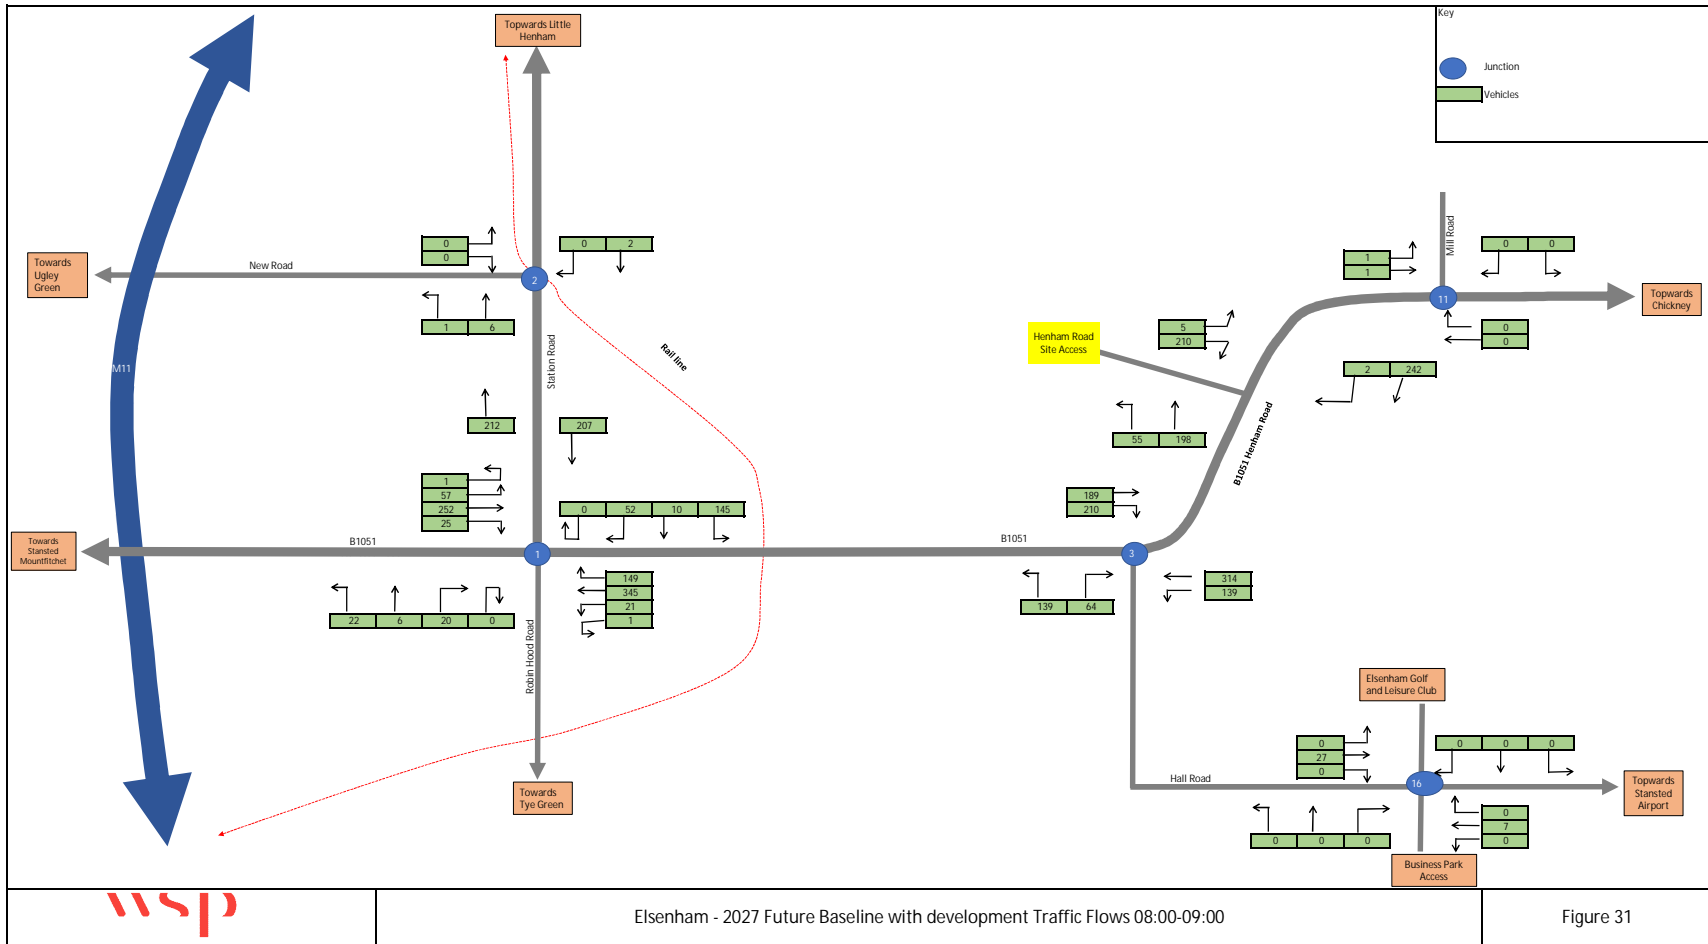 Key
Junction
Vehicles
Topwards Little
Henham
0
0
0 2
New Road
Towards
Ugley
Green
2
1 6
M11
Station Road
Rail line
212
207
1
57
252
25
0 52 10 145
Towards
Stansted
Mountfitchet
B1051
1
B1051
22 6 20 0
149
345
21
1
Robin Hood Road
Towards
Tye Green
Mill Road
1
1
0 0
11
Topwards
Chickney
0
0
Henham Road
Site Access
5
210
2 242
55 198
B1051 Henham Road
189
210
3
139 64
314
139
Elsenham Golf
and Leisure Club
0
27
0
0 0 0
Hall Road
16
Topwards
Stansted
Airport
0 0 0
0
7
0
Business Park
Access
wsp
Elsenham - 2027 Future Baseline with development Traffic Flows 08:00-09:00
Figure 31